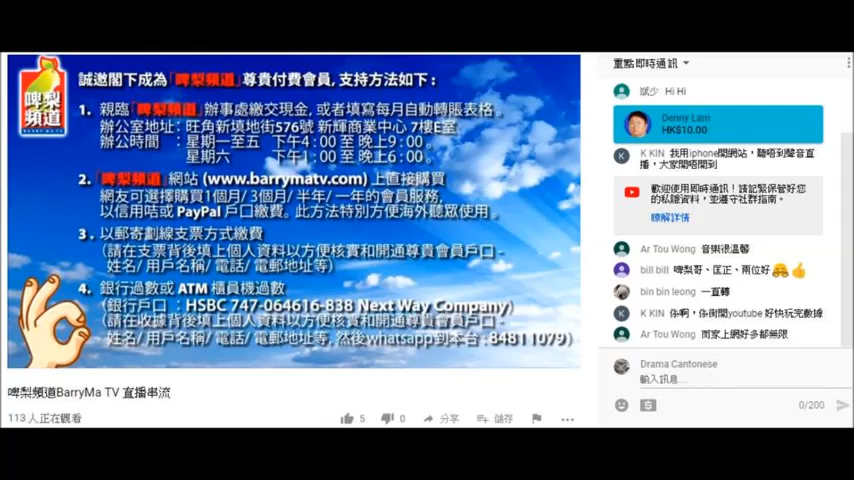 啤梨
頻道
BARRY MA TV
誠邀閣下成為「啤梨頻道」尊貴付費會員, 支持方法如下 :
1. 親臨「啤梨頻道」辦事處繳交現金, 或者填寫每月自動轉賬表格。
辦公室地址 : 旺角新填地街576號 新輝商業中心 7樓E室
辦公時間 : 星期一至五 下午4 : 00 至 晚上9 : 00 。
星期六 下午1 : 00 至 晚上6 : 00 。
2. 「啤梨頻道」網站 (www.barrymatv.com) 上直接購買
網友可選擇購買1個月/ 3個月/ 半年/ 一年的會員服務,
以信用咭或 PayPal 戶口繳費。此方法特別方便海外聽眾使用。
3. 以郵寄劃線支票方式繳費
(請在支票背後填上個人資料以方便核實和開通尊貴會員戶口 -
姓名/ 用戶名稱/ 電話/ 電郵地址等)
4. 銀行過數或 ATM 櫃員機過數
(銀行戶口 : HSBC 747-064616-838 Next Way Company)
(請在收據背後填上個人資料以方便核實和開通尊貴會員戶口 -
姓名/ 用戶名稱/ 電話/ 電郵地址等, 然後whatsapp到本台 : 84811079)
啤梨頻道BarryMa TV 直播串流
113 人正在觀看
5
0
分享
儲存
重點即時通訊
斌少 Hi Hi
Denny Lam
HK$10.00
K KIN 我用iphone開網站，聽唔到聲音直
播，大家開唔開到
歡迎使用即時通訊！請記緊保管好您
的私隱資料，並遵守社群指南。
瞭解詳情
Ar Tou Wong 音樂很溫馨
bill bill 啤梨哥、匡正、兩位好
bin bin leong 一直轉
K KIN 係啊，係街開youtube 好快玩完數據
Ar Tou Wong 而家上網好多都無限
Drama Cantonese
輸入訊息...
0/200